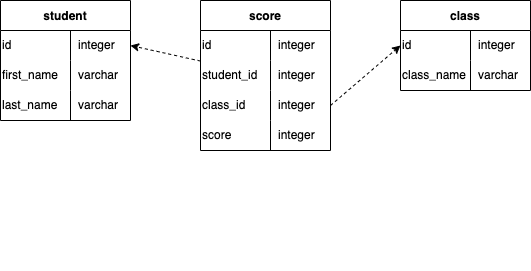 student
id integer
first_name varchar
last_name varchar
score
id integer
student_id integer
class_id integer
score integer
class
id integer
class_name varchar